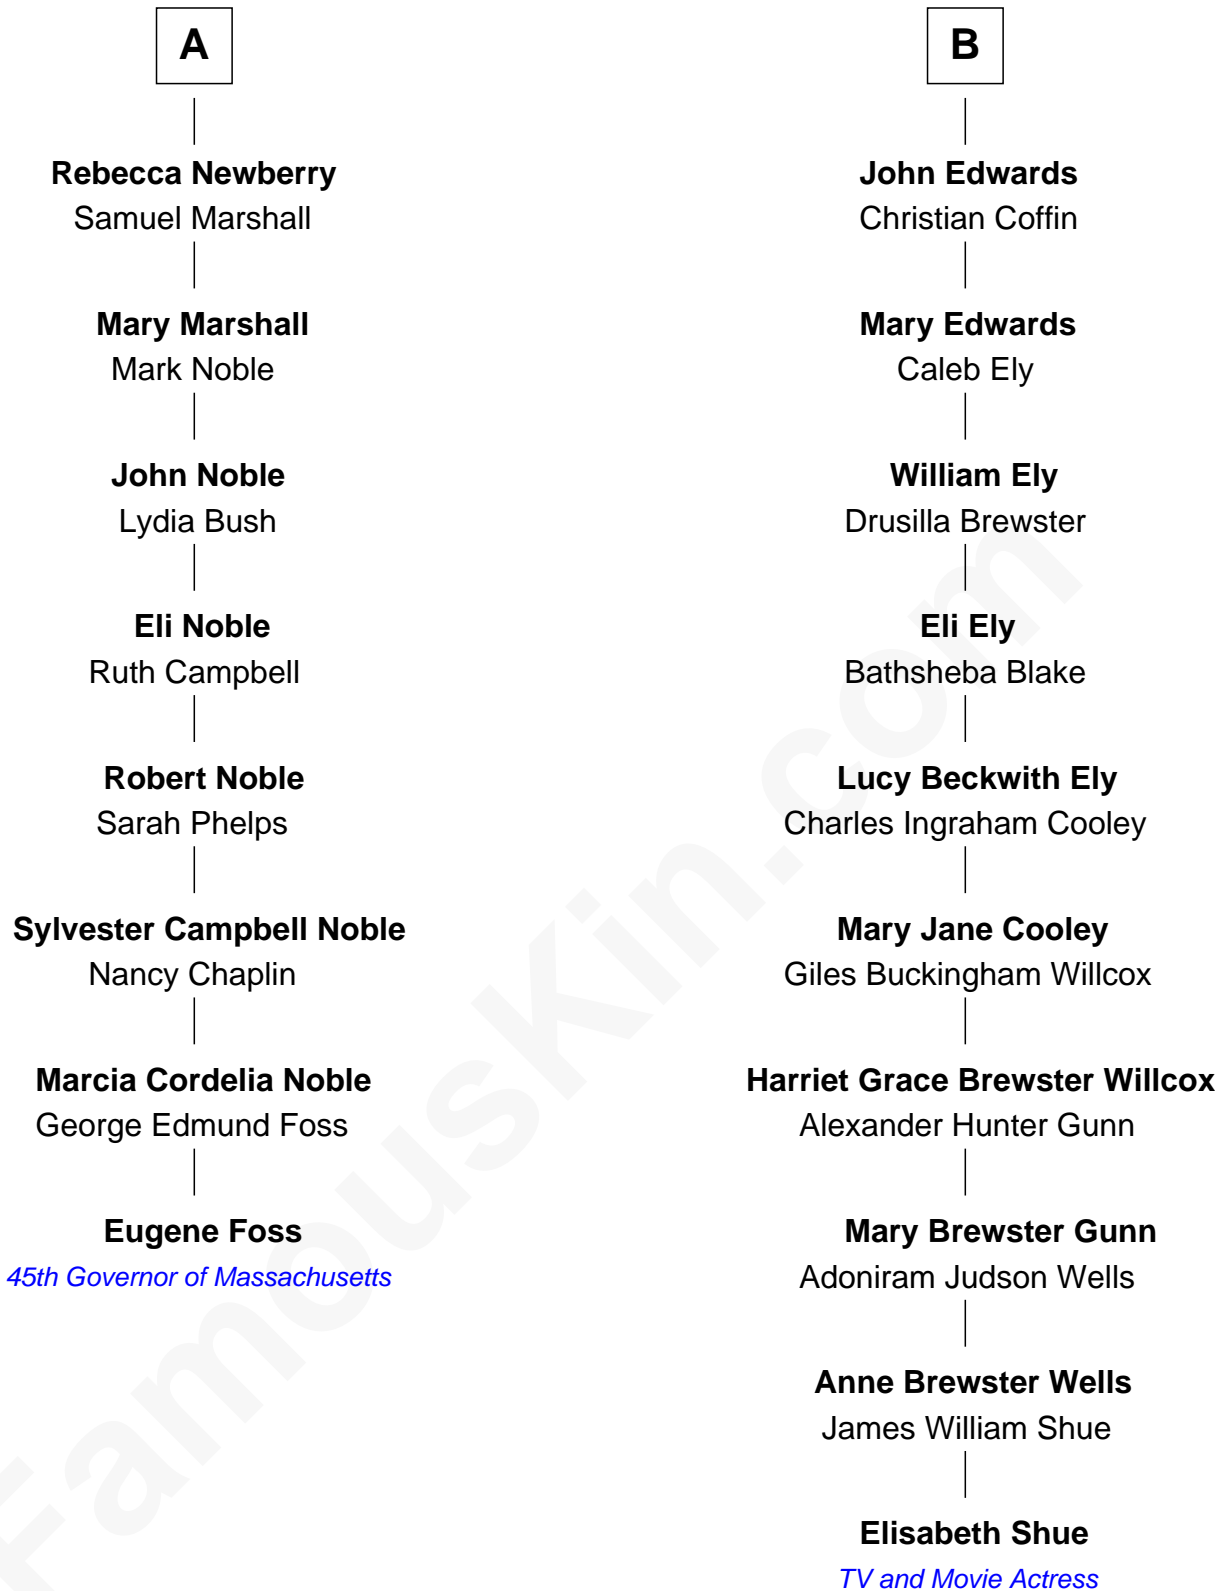 A
Rebecca Newberry
Samuel Marshall
Mary Marshall
Mark Noble
John Noble
Lydia Bush
Eli Noble
Ruth Campbell
Robert Noble
Sarah Phelps
Sylvester Campbell Noble
Nancy Chaplin
Marcia Cordelia Noble
George Edmund Foss
Eugene Foss
45th Governor of Massachusetts
B
John Edwards
Christian Coffin
Mary Edwards
Caleb Ely
William Ely
Drusilla Brewster
Eli Ely
Bathsheba Blake
Lucy Beckwith Ely
Charles Ingraham Cooley
Mary Jane Cooley
Giles Buckingham Willcox
Harriet Grace Brewster Willcox
Alexander Hunter Gunn
Mary Brewster Gunn
Adoniram Judson Wells
Anne Brewster Wells
James William Shue
Elisabeth Shue
TV and Movie Actress
FamousKin.com